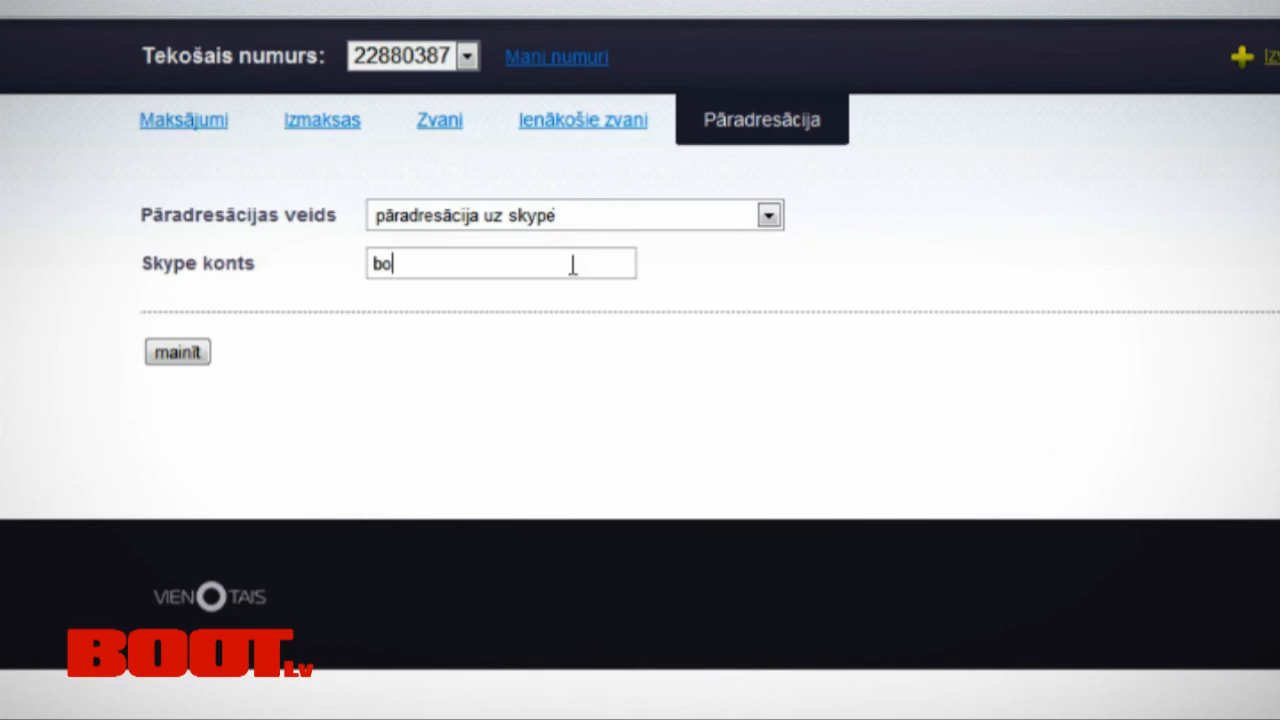 Tekošais numurs: 22880387 Mani numuri
Maksājumi Izmaksas Zvani Ienākošie zvani Pāradresācija
Pāradresācijas veids pāradresācija uz skype
Skype konts bo
mainīt
VIENOTAIS
BOOT.Lv